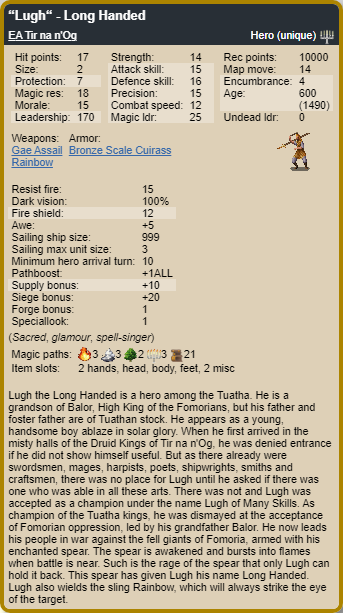 “Lugh“ - Long Handed
EA Tir na n'Og Hero (unique)
Hit points: 17 Strength: 14 Rec points: 10000
Size: 2 Attack skill: 15 Map move: 14
Protection: 7 Defence skill: 16 Encumbrance: 4
Magic res: 18 Precision: 15 Age: 600
Morale: 15 Combat speed: 12 (1490)
Leadership: 170 Magic ldr: 25 Undead ldr: 0
Weapons: Armor:
Gae Assail Bronze Scale Cuirass
Rainbow
Resist fire: 15
Dark vision: 100%
Fire shield: 12
Awe: +5
Sailing ship size: 999
Sailing max unit size: 3
Minimum hero arrival turn: 10
Pathboost: +1ALL
Supply bonus: +10
Siege bonus: +20
Forge bonus: 1
Speciallook: 1
(Sacred, glamour, spell-singer)
Magic paths: 3 3 2 3 21
Item slots: 2 hands, head, body, feet, 2 misc
Lugh the Long Handed is a hero among the Tuatha. He is a
grandson of Balor, High King of the Fomorians, but his father and
foster father are of Tuathan stock. He appears as a young,
handsome boy ablaze in solar glory. When he first arrived in the
misty halls of the Druid Kings of Tir na n'Og, he was denied entrance
if he did not show himself useful. But as there already were
swordsmen, mages, harpists, poets, shipwrights, smiths and
craftsmen, there was no place for Lugh until he asked if there was
one who was able in all these arts. There was not and Lugh was
accepted as a champion under the name Lugh of Many Skills. As
champion of the Tuatha kings, he was dismayed at the acceptance
of Fomorian oppression, led by his grandfather Balor. He now leads
his people in war against the fell giants of Fomoria, armed with his
enchanted spear. The spear is awakened and bursts into flames
when battle is near. Such is the rage of the spear that only Lugh can
hold it back. This spear has given Lugh his name Long Handed.
Lugh also wields the sling Rainbow, which will always strike the eye
of the target.